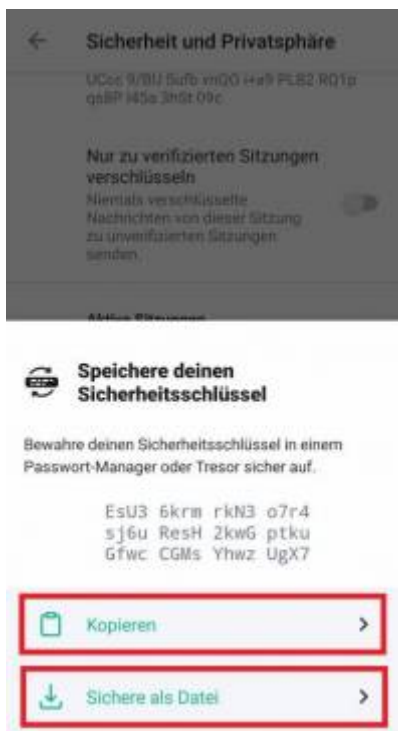 Sicherheit und Privatsphäre
Nur zu verifizierten Sitzungen
verschlüsseln
Niemals verschlüsselte
Nachrichten von dieser Sitzung
zu unverifizierten Sitzungen
senden.
Aktive Sitzungen
Speichere deinen
Sicherheitsschlüssel
Bewahre deinen Sicherheitsschlüssel in einem
Passwort-Manager oder Tresor sicher auf.
EsU3 6krm rkN3 o7r4
sj6u ResH 2kwG ptku
Gfwc CGMs Yhwz UgX7
Kopieren
Sichere als Datei